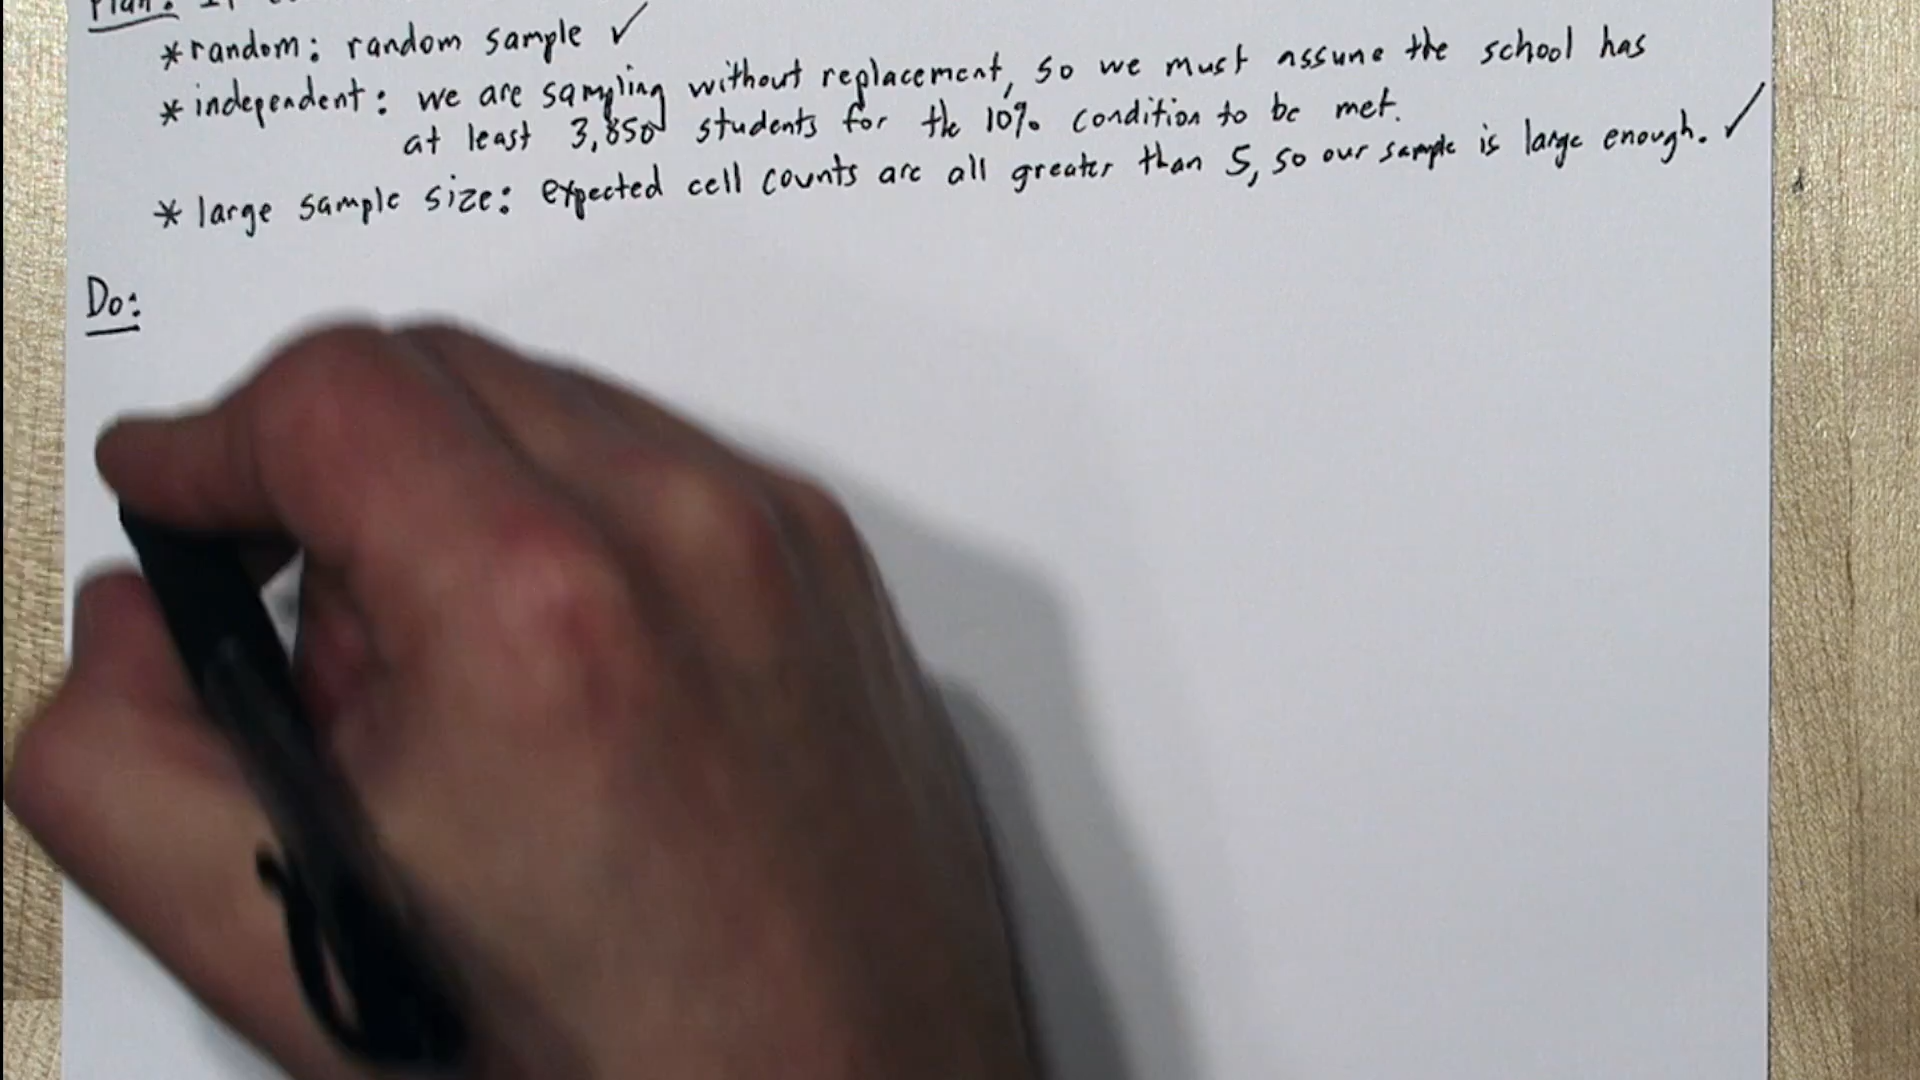 Plan: If
* random: random sample ✓
* independent: we are sampling without replacement, so we must assume the school has
at least 3,850 students for the 10% condition to be met.
* large sample size: expected cell counts are all greater than 5, so our sample is large enough. ✓
Do: